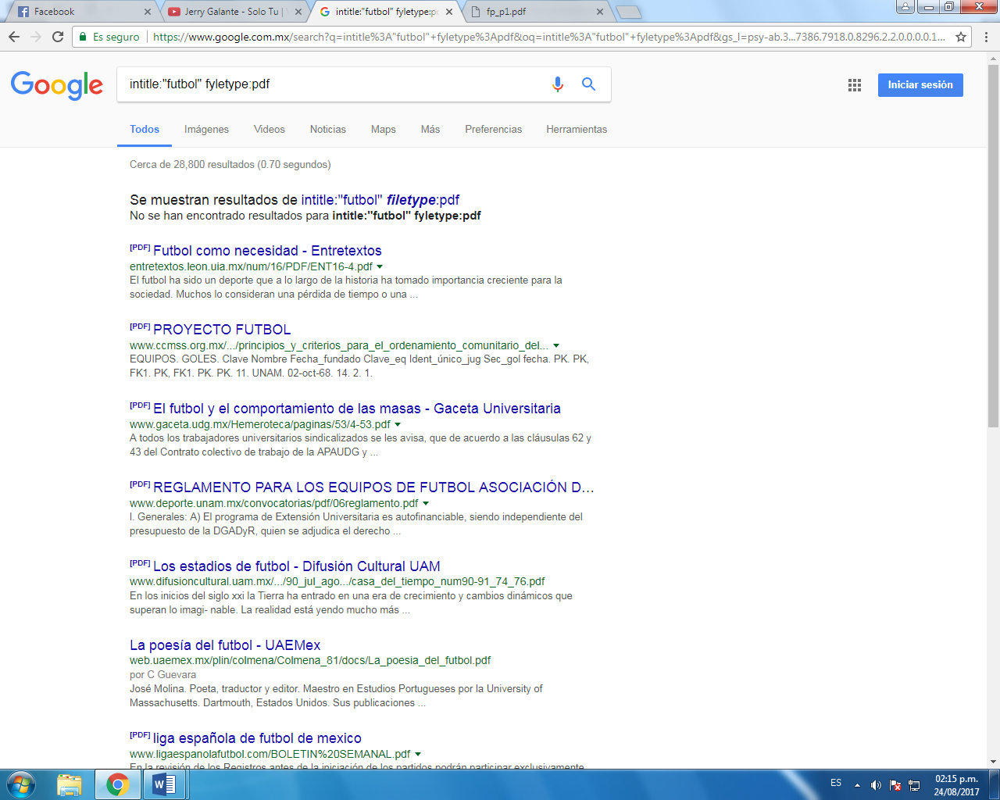 Facebook
Jerry Galante - Solo Tu |
intitle:"futbol" fyletype:p
fp_p1.pdf
Es seguro
https://www.google.com.mx/search?q=intitle%3A"futbol"+fyletype%3Apdf&oq=intitle%3A"futbol"+fyletype%3Apdf&gs_l=psy-ab.3...7386.7918.0.8296.2.2.0.0.0.0.1...
Google
intitle:"futbol" fyletype:pdf
Iniciar sesión
Todos Imágenes Videos Noticias Maps Más Preferencias Herramientas
Cerca de 28,800 resultados (0.70 segundos)
Se muestran resultados de intitle:"futbol" filetype:pdf
No se han encontrado resultados para intitle:"futbol" fyletype:pdf
[PDF] Futbol como necesidad - Entretextos
entretextos.leon.uia.mx/num/16/PDF/ENT16-4.pdf
El futbol ha sido un deporte que a lo largo de la historia ha tomado importancia creciente para la
sociedad. Muchos lo consideran una pérdida de tiempo o una ...
[PDF] PROYECTO FUTBOL
www.ccmss.org.mx/.../principios_y_criterios_para_el_ordenamiento_comunitario_del...
EQUIPOS. GOLES. Clave Nombre Fecha_fundado Clave_eq Ident_único_jug Sec_gol fecha. PK. PK,
FK1. PK, FK1. PK. PK. 11. UNAM. 02-oct-68. 14. 2. 1.
[PDF] El futbol y el comportamiento de las masas - Gaceta Universitaria
www.gaceta.udg.mx/Hemeroteca/paginas/53/4-53.pdf
A todos los trabajadores universitarios sindicalizados se les avisa, que de acuerdo a las cláusulas 62 y
43 del Contrato colectivo de trabajo de la APAUDG y ...
[PDF] REGLAMENTO PARA LOS EQUIPOS DE FUTBOL ASOCIACIÓN D...
www.deporte.unam.mx/convocatorias/pdf/06reglamento.pdf
I. Generales: A) El programa de Extensión Universitaria es autofinanciable, siendo independiente del
presupuesto de la DGADyR, quien se adjudica el derecho ...
[PDF] Los estadios de futbol - Difusión Cultural UAM
www.difusioncultural.uam.mx/.../90_jul_ago.../casa_del_tiempo_num90-91_74_76.pdf
En los inicios del siglo xxi la Tierra ha entrado en una era de crecimiento y cambios dinámicos que
superan lo imagi- nable. La realidad está yendo mucho más ...
La poesía del futbol - UAEMex
web.uaemex.mx/plin/colmena/Colmena_81/docs/La_poesia_del_futbol.pdf
por C Guevara
José Molina. Poeta, traductor y editor. Maestro en Estudios Portugueses por la University of
Massachusetts. Dartmouth, Estados Unidos. Sus publicaciones ...
[PDF] liga española de futbol de mexico
www.ligaespanolafutbol.com/BOLETIN%20SEMANAL.pdf
En la revisión de los Registros antes de la iniciación de los partidos podrán participar exclusivamente
ES
02:15 p.m.
24/08/2017